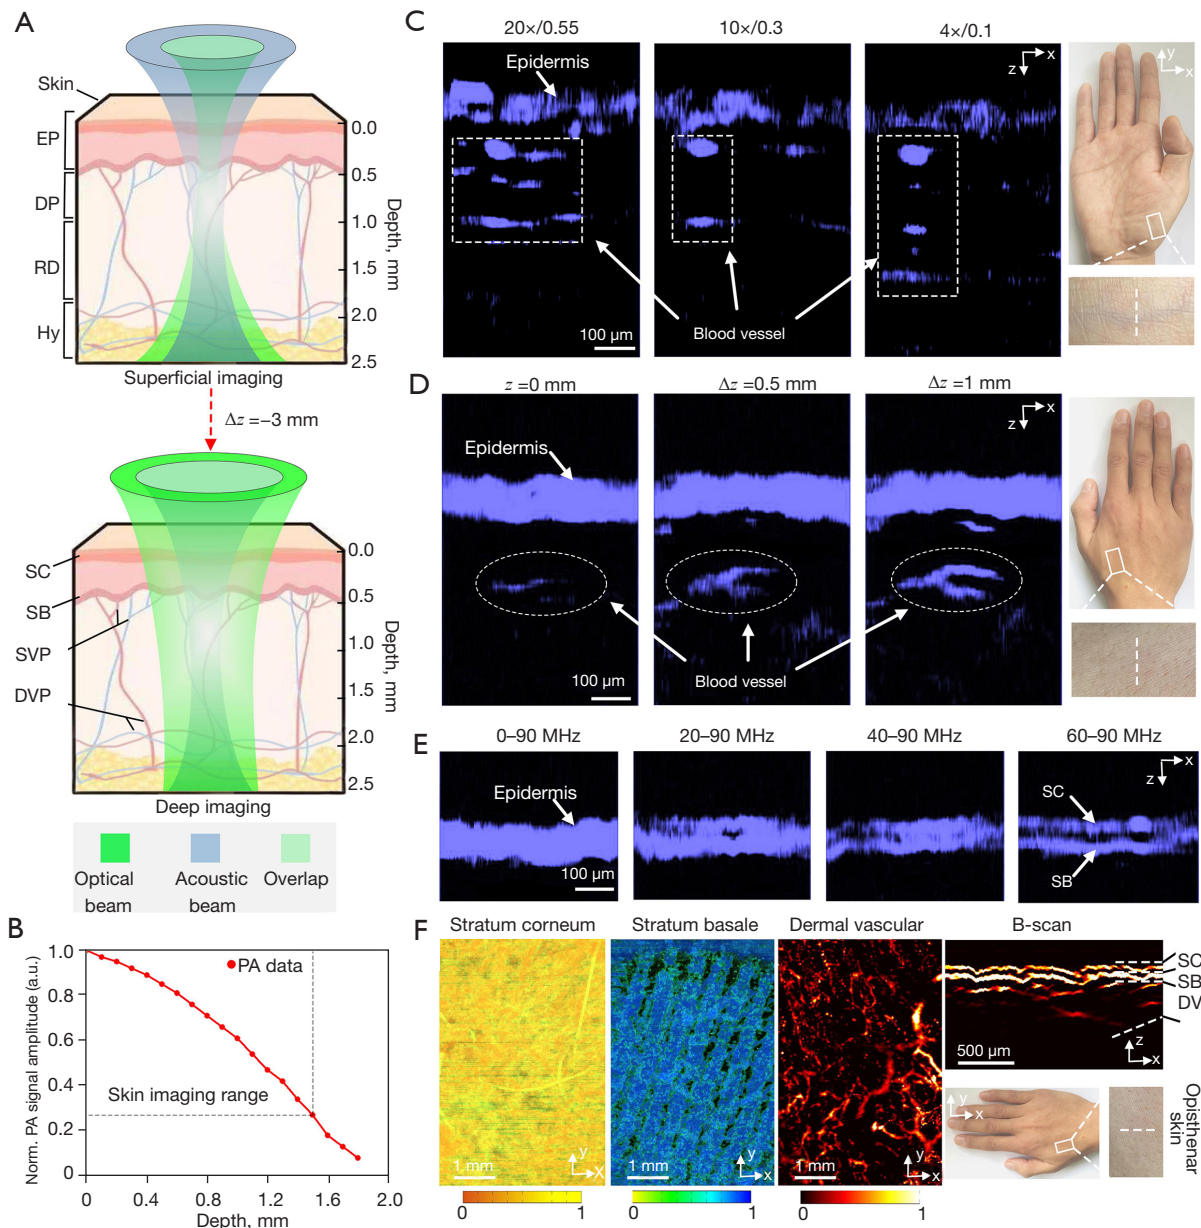 A
Skin
EP
DP
RD
Hy
0.0
0.5
1.0
1.5
2.0
2.5
Depth, mm
Superficial imaging
Δz =−3 mm
SC
SB
SVP
DVP
0.0
0.5
1.0
1.5
2.0
2.5
Depth, mm
Deep imaging
Optical beam
Acoustic beam
Overlap
B
Norm. PA signal amplitude (a.u.)
1.0
0.8
0.6
0.4
0.2
0
PA data
Skin imaging range
0 0.4 0.8 1.2 1.6 2.0
Depth, mm
C
20×/0.55
10×/0.3
4×/0.1
Epidermis
Blood vessel
100 µm
x
z
y
x
D
z =0 mm
Δz =0.5 mm
Δz =1 mm
Epidermis
Blood vessel
100 µm
x
z
E
0–90 MHz
20–90 MHz
40–90 MHz
60–90 MHz
Epidermis
100 µm
SC
SB
x
z
F
Stratum corneum
Stratum basale
Dermal vascular
B-scan
1 mm
y
x
1 mm
y
x
1 mm
y
x
0 1
0 1
0 1
SC
SB
DV
500 µm
z
x
y
x
Opisthenar
skin